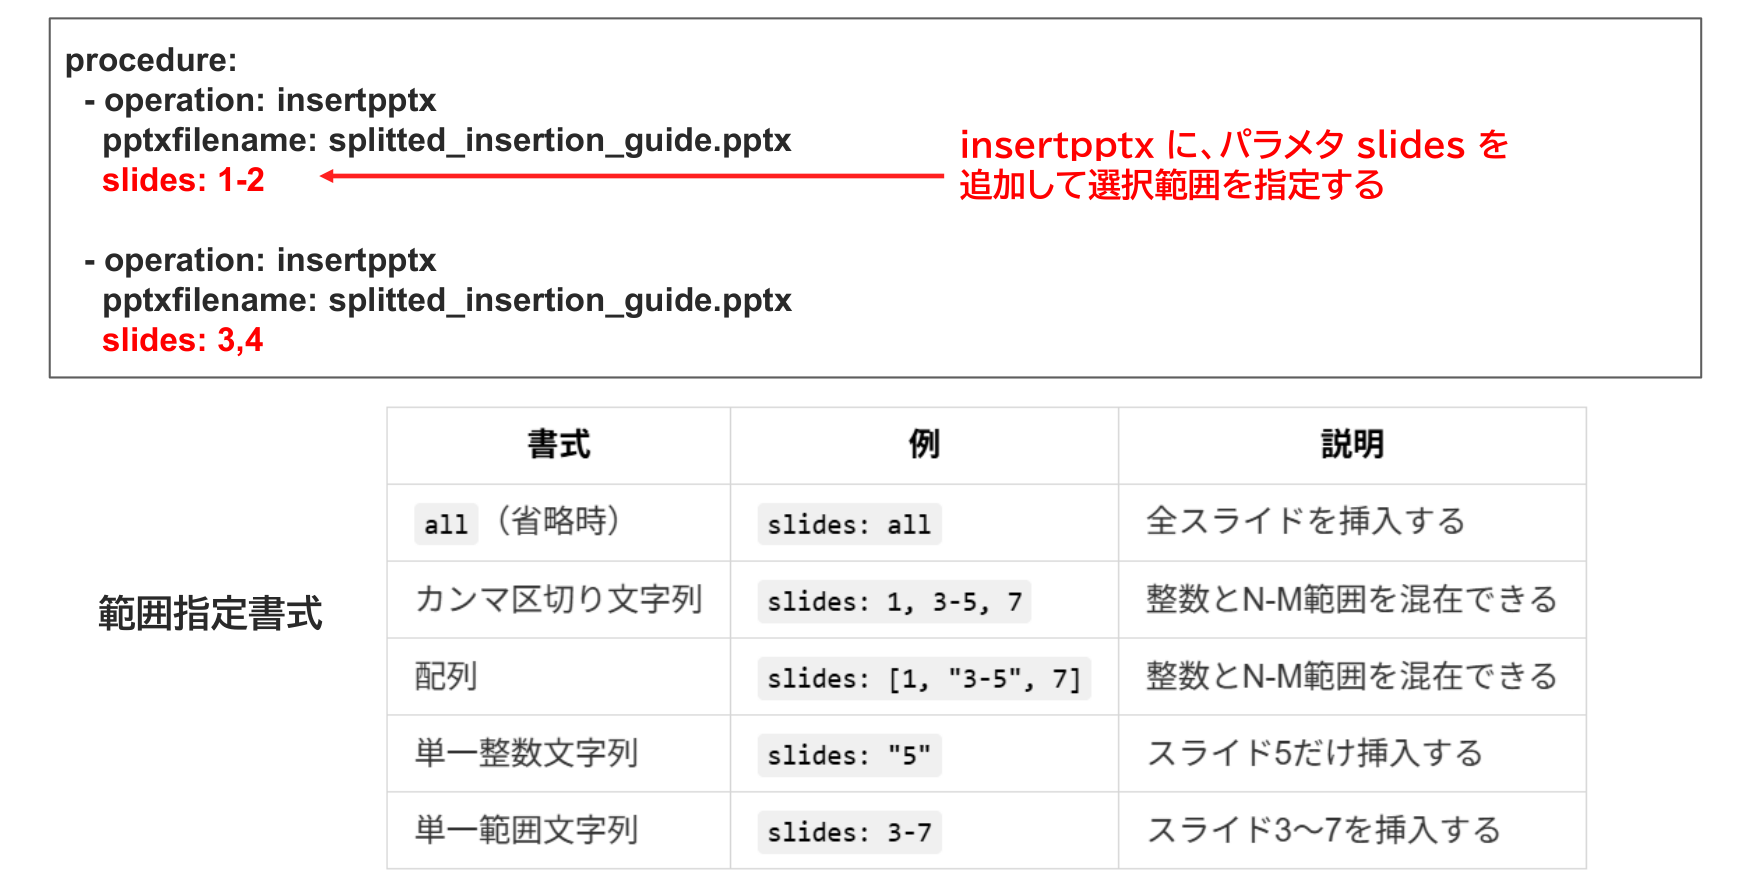 procedure:
- operation: insertpptx
pptxfilename: splitted_insertion_guide.pptx
slides: 1-2
insertpptx に、パラメタ slides を
追加して選択範囲を指定する
- operation: insertpptx
pptxfilename: splitted_insertion_guide.pptx
slides: 3,4
範囲指定書式
書式 例 説明
all（省略時） slides: all 全スライドを挿入する
カンマ区切り文字列 slides: 1, 3-5, 7 整数とN-M範囲を混在できる
配列 slides: [1, "3-5", 7] 整数とN-M範囲を混在できる
単一整数文字列 slides: "5" スライド5だけ挿入する
単一範囲文字列 slides: 3-7 スライド3〜7を挿入する